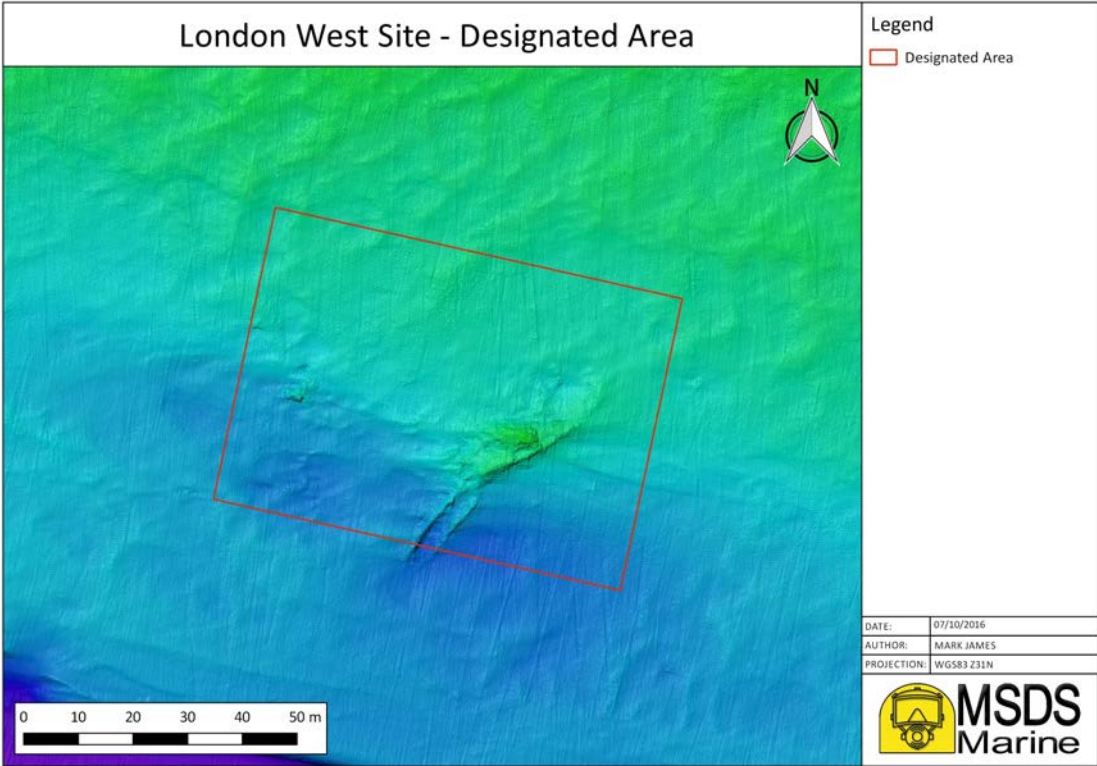 London West Site - Designated Area
Legend
Designated Area
N
0 10 20 30 40 50 m
DATE: 07/10/2016
AUTHOR: MARK JAMES
PROJECTION: WGS83 Z31N
MSDS
Marine